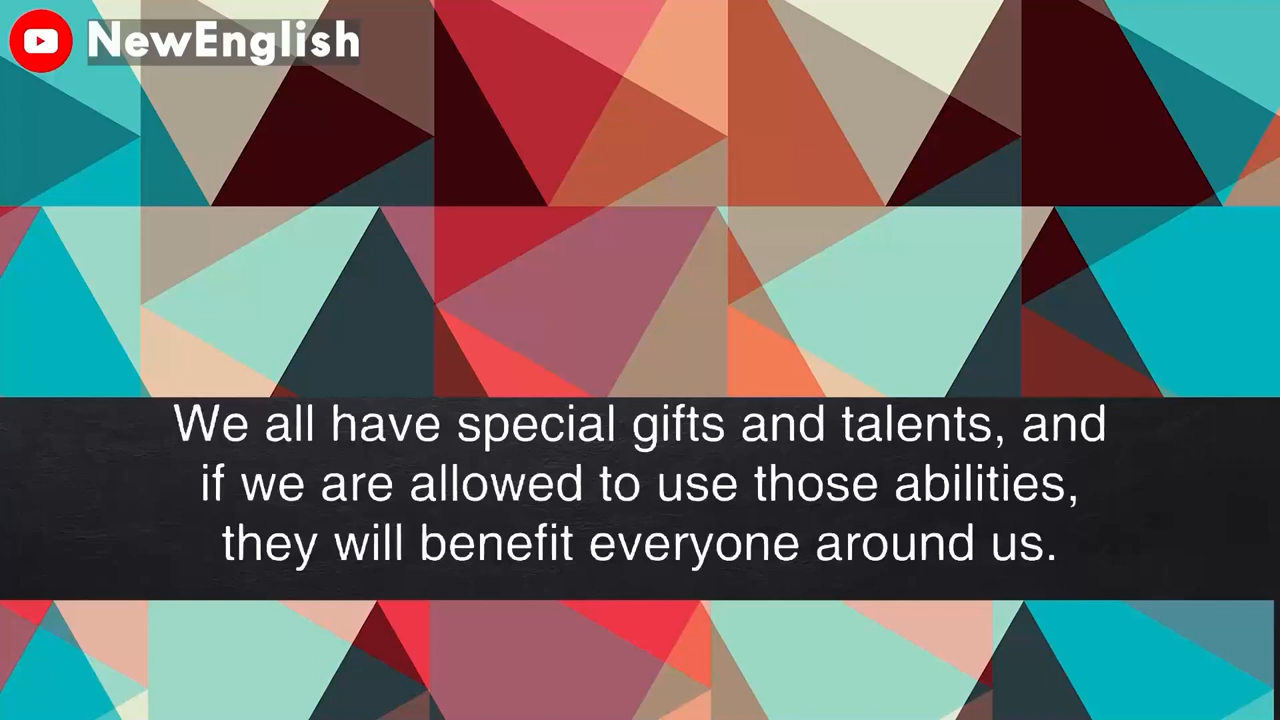 NewEnglish
We all have special gifts and talents, and
if we are allowed to use those abilities,
they will benefit everyone around us.